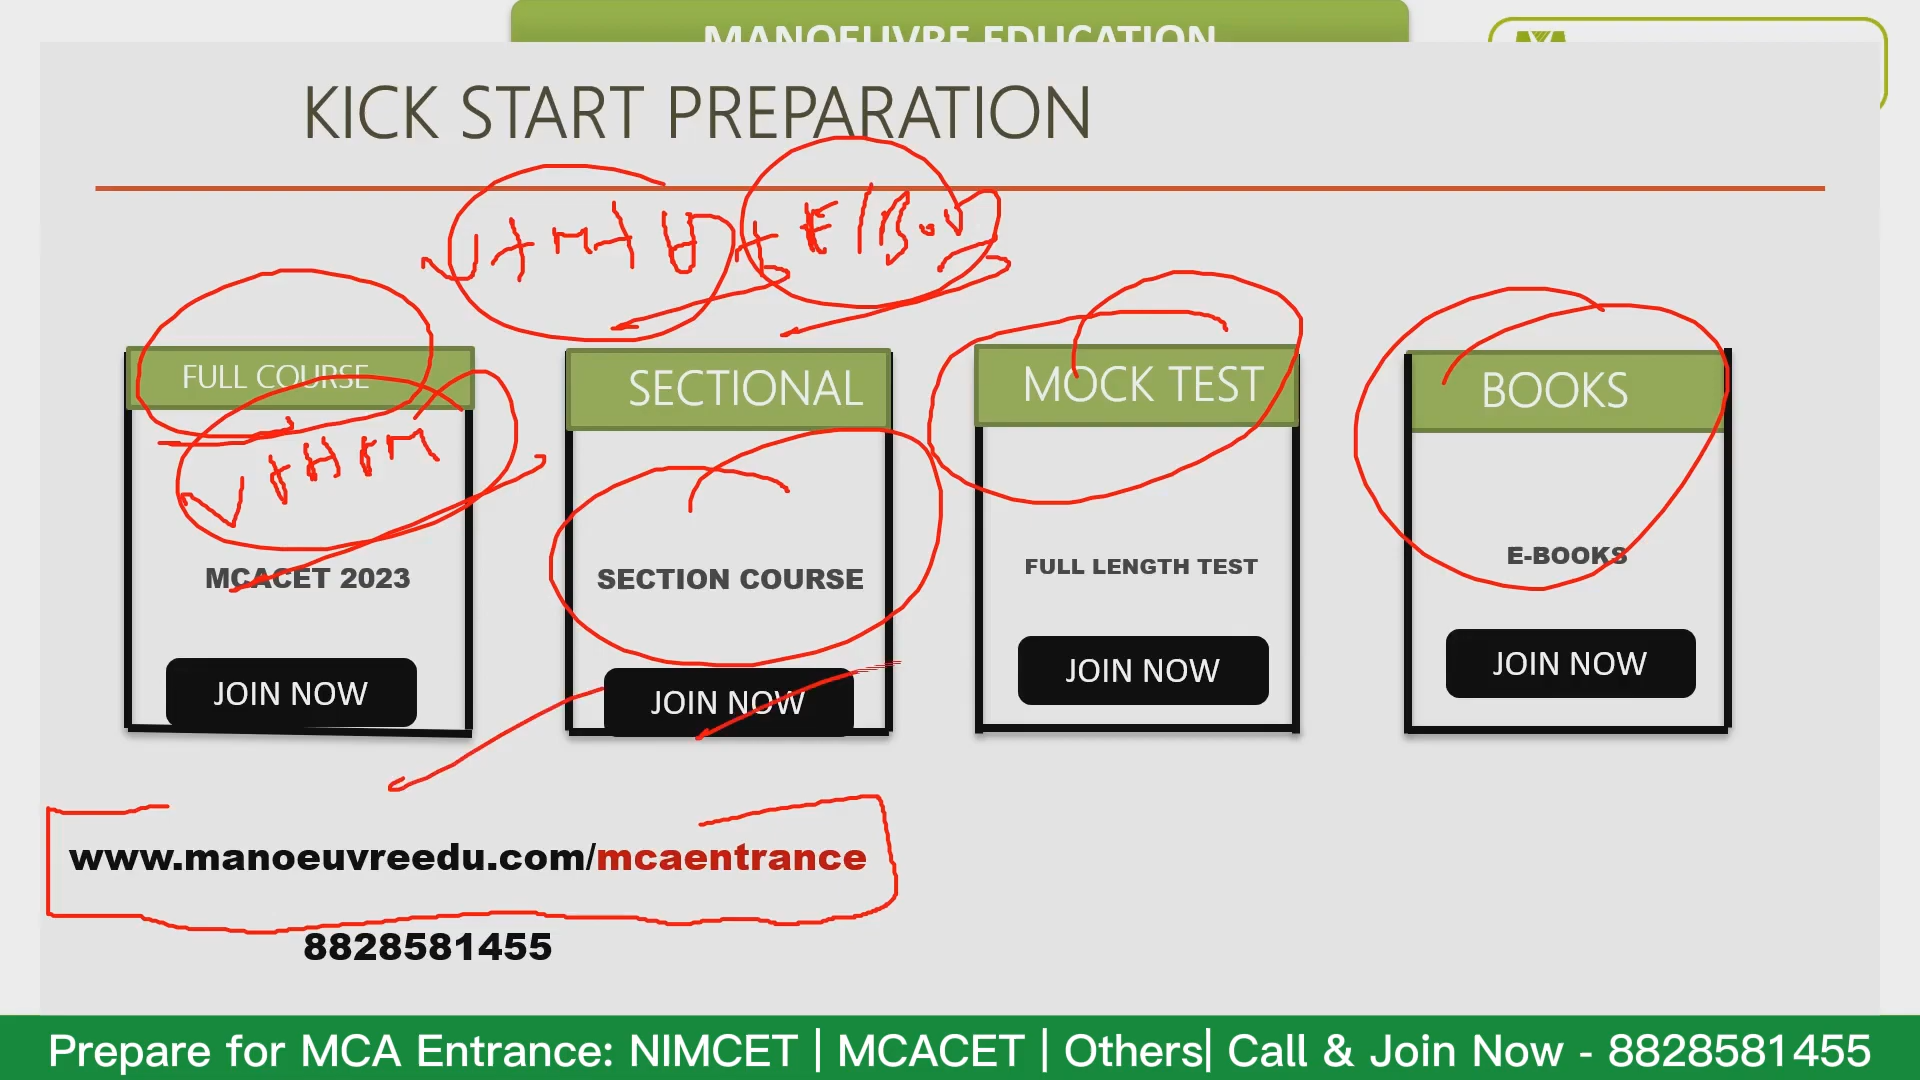 MANOEUVRE EDUCATION
KICK START PREPARATION
FULL COURSE
SECTIONAL
MOCK TEST
BOOKS
MCACET 2023
SECTION COURSE
FULL LENGTH TEST
E-BOOKS
JOIN NOW
JOIN NOW
JOIN NOW
JOIN NOW
www.manoeuvreedu.com/mcaentrance
8828581455
Prepare for MCA Entrance: NIMCET | MCACET | Others| Call & Join Now - 8828581455